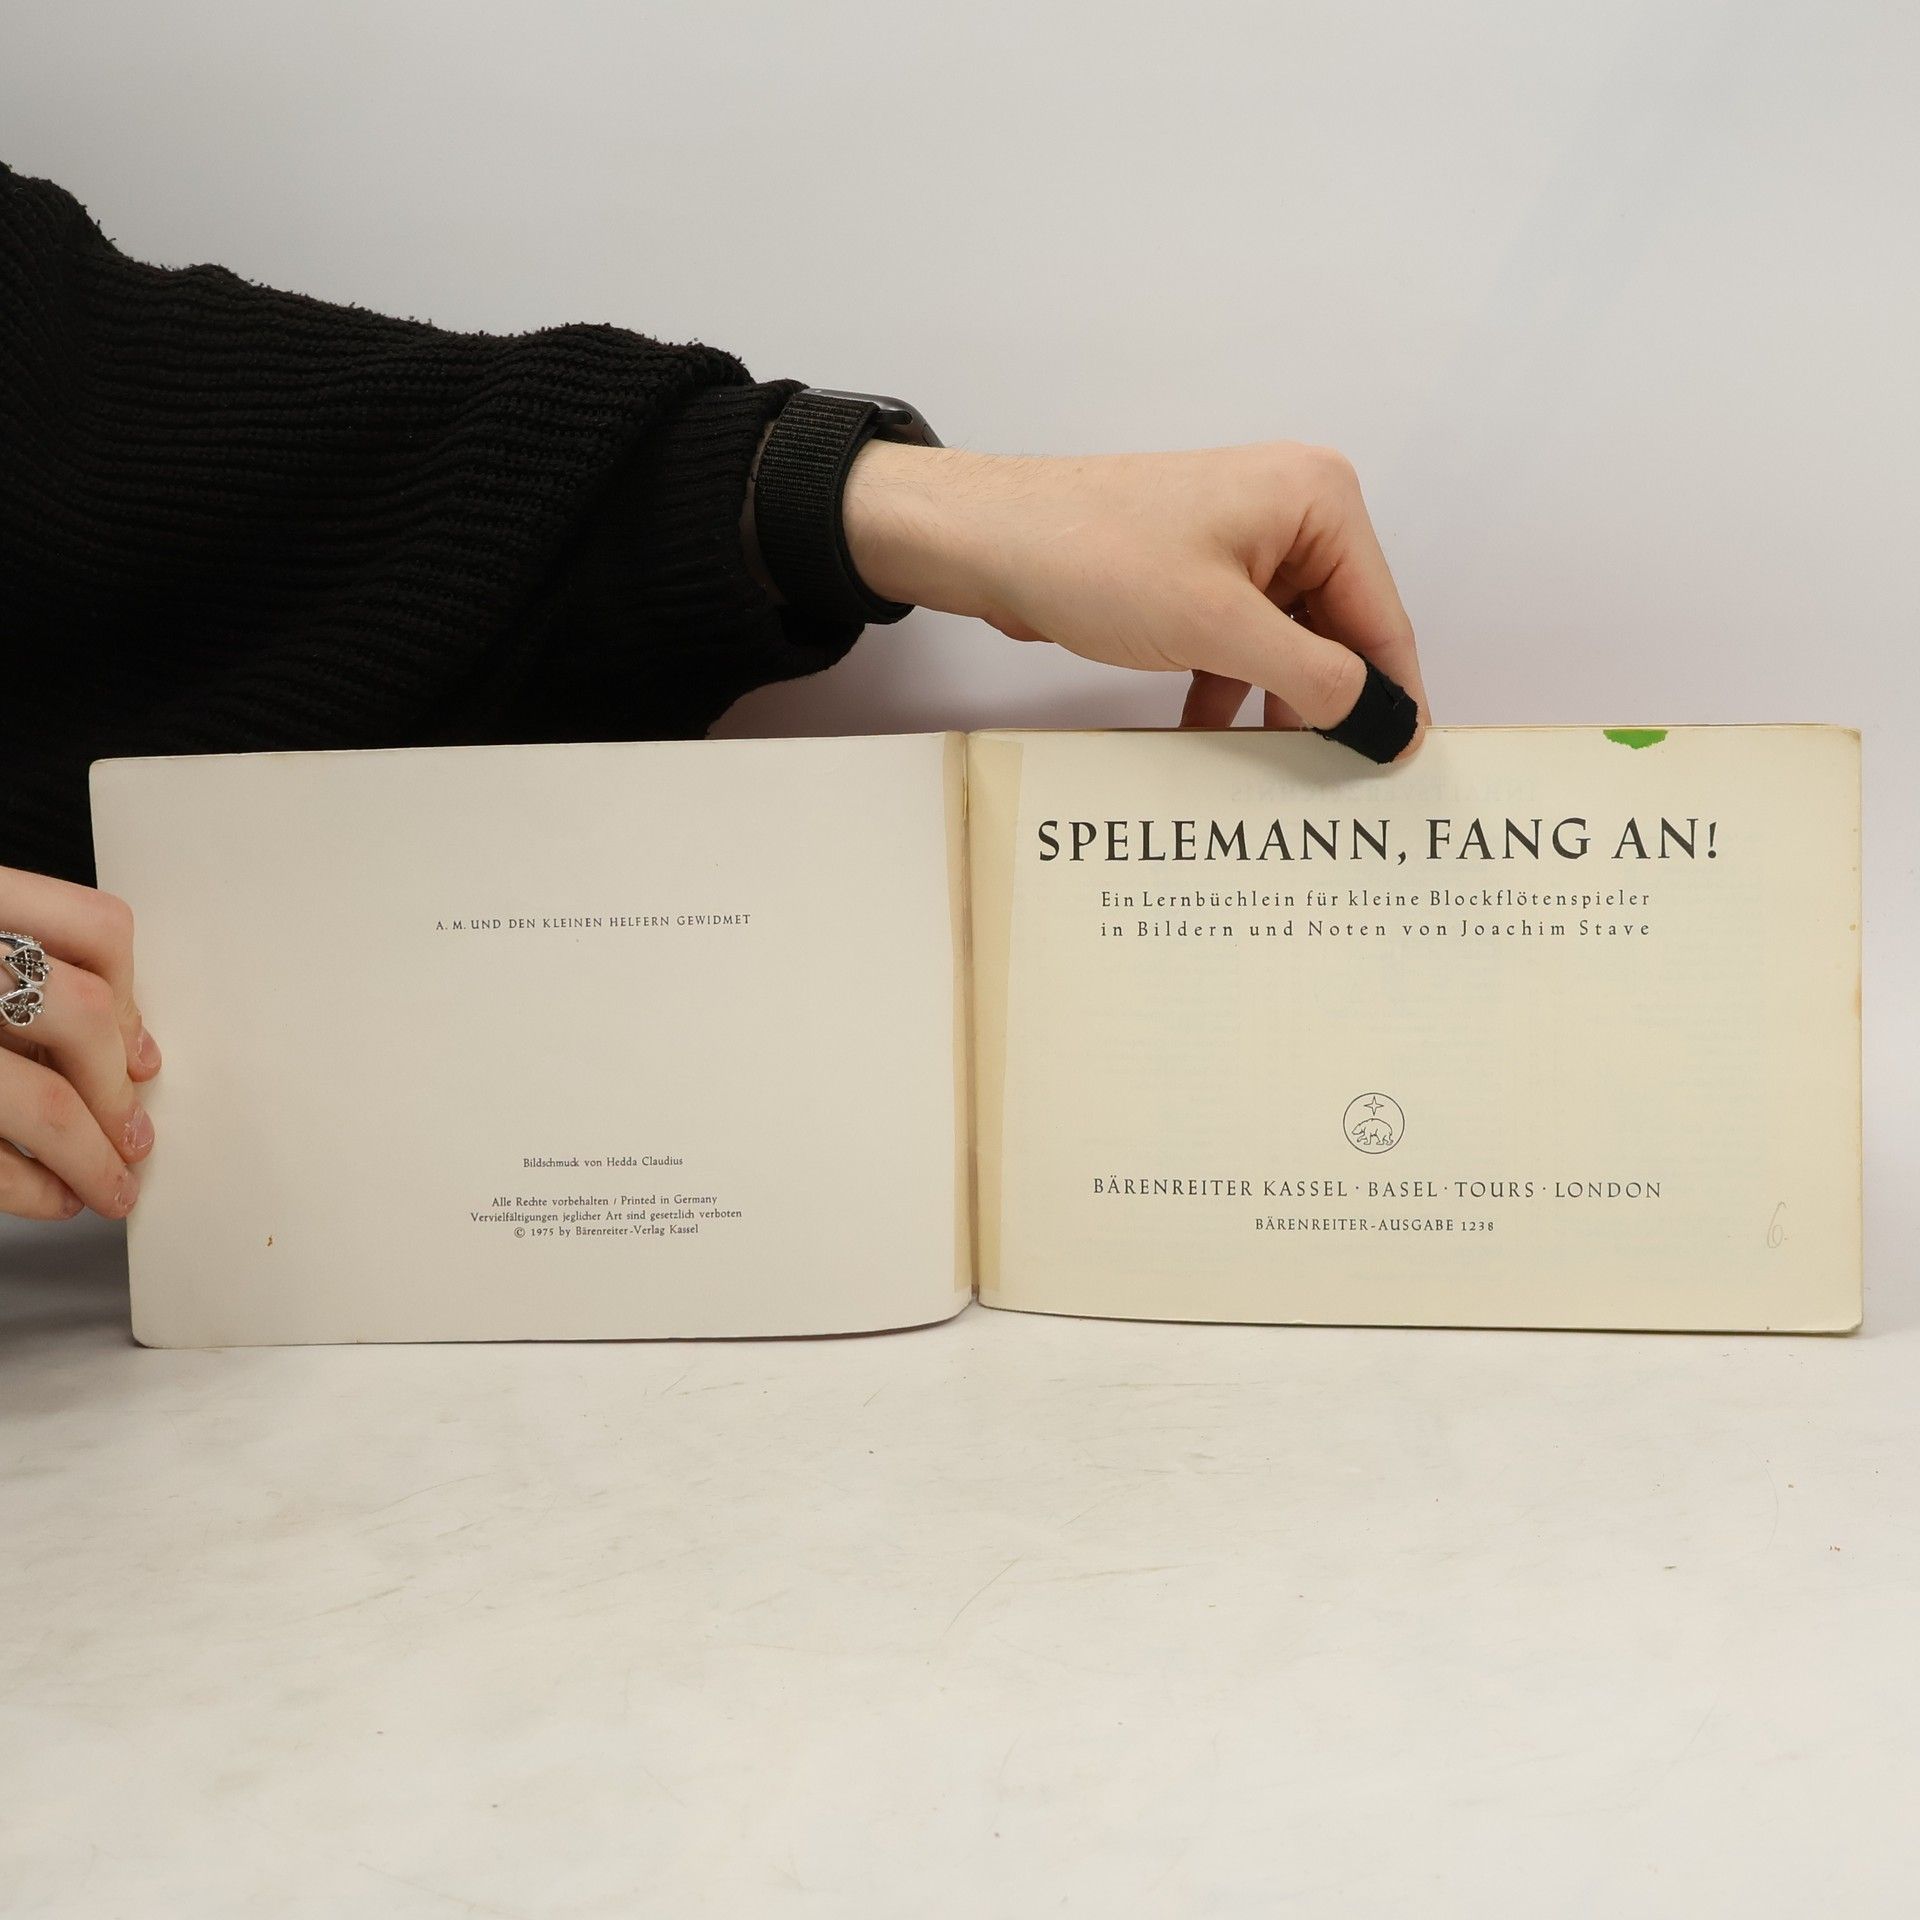 A. M. UND DEN KLEINEN HELFERN GEWIDMET
Bildschmuck von Hedda Claudius
Alle Rechte vorbehalten / Printed in Germany
Vervielfältigungen jeglicher Art sind gesetzlich verboten
© 1975 by Bärenreiter-Verlag Kassel
SPELEMANN, FANG AN!
Ein Lernbüchlein für kleine Blockflötenspieler
in Bildern und Noten von Joachim Stave
BÄRENREITER KASSEL · BASEL · TOURS · LONDON
BÄRENREITER-AUSGABE 1238
6.